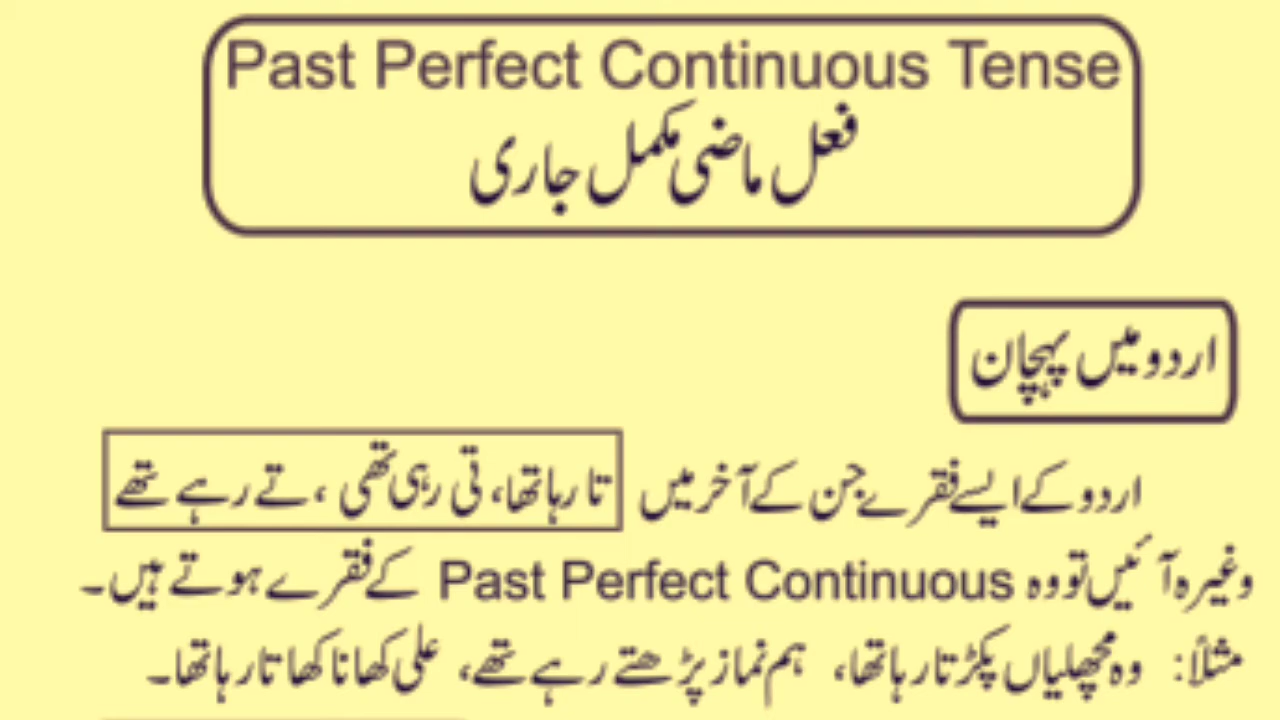 Past Perfect Continuous Tense
فعل ماضی مکمل جاری
اردو میں پہچان
اردو کے ایسے فقرے جن کے آخر میں تا رہا تھا، تی رہی تھی، تے رہے تھے
وغیرہ آئیں تو وہ Past Perfect Continuous کے فقرے ہوتے ہیں۔
مثلاً: وہ مچھلیاں پکڑتا رہا تھا، ہم نماز پڑھتے رہے تھے، علی کھانا کھاتا رہا تھا۔